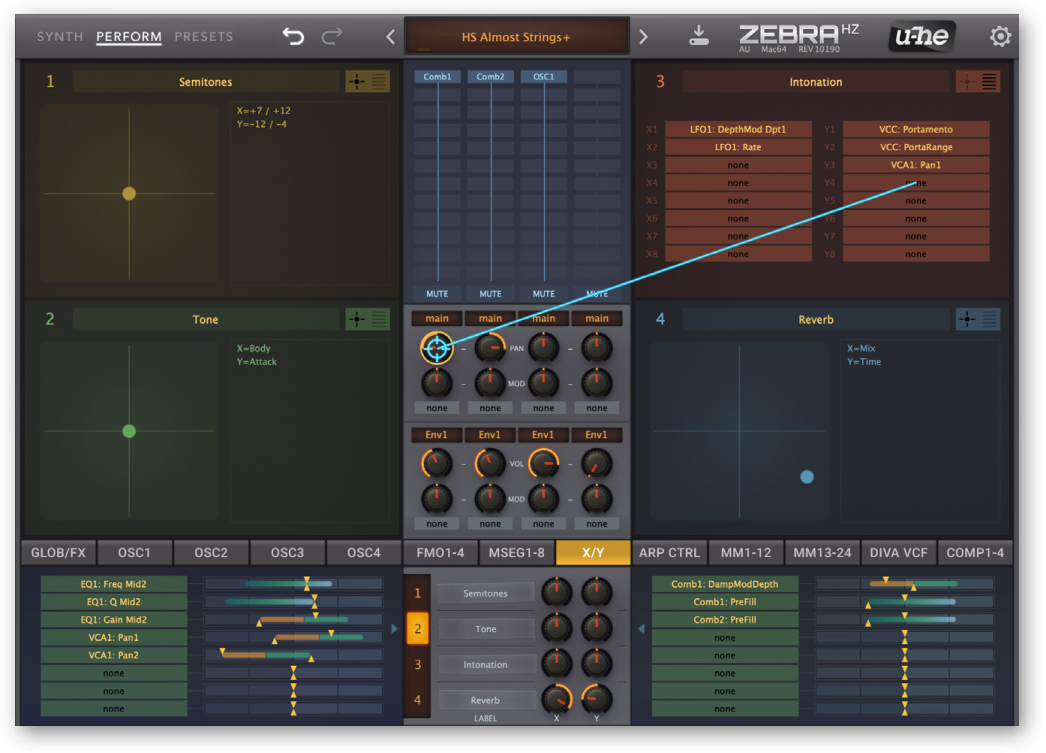 SYNTH PERFORM PRESETS HS Almost Strings+ ZEBRA HZ u-he
AU Mac64 REV 10190
1 Semitones
X=+7 / +12
Y=-12 / -4
Comb1 Comb2 OSC1
MUTE MUTE MUTE MUTE
3 Intonation
X1 LFO1: DepthMod Dpt1 Y1 VCC: Portamento
X2 LFO1: Rate Y2 VCC: PortaRange
X3 none Y3 VCA1: Pan1
X4 none Y4 none
X5 none Y5 none
X6 none Y6 none
X7 none Y7 none
X8 none Y8 none
2 Tone
X=Body
Y=Attack
main main main main
PAN
MOD
none none none none
Env1 Env1 Env1 Env1
VOL
MOD
none none none none
4 Reverb
X=Mix
Y=Time
GLOB/FX OSC1 OSC2 OSC3 OSC4 FMO1-4 MSEG1-8 X/Y ARP CTRL MM1-12 MM13-24 DIVA VCF COMP1-4
EQ1: Freq Mid2
EQ1: Q Mid2
EQ1: Gain Mid2
VCA1: Pan1
VCA1: Pan2
none
none
none
1 Semitones
2 Tone
3 Intonation
4 Reverb
LABEL X Y
Comb1: DampModDepth
Comb1: PreFill
Comb2: PreFill
none
none
none
none
none